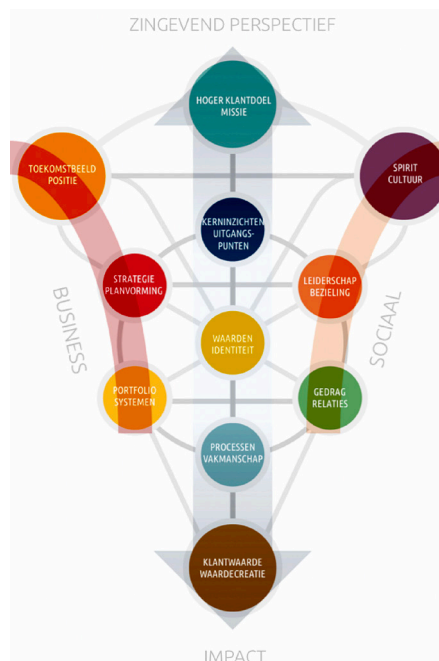 ZINGEVEND PERSPECTIEF
HOGER KLANTDOEL
MISSIE
TOEKOMSTBEELD
POSITIE
SPIRIT
CULTUUR
KERNINZICHTEN
UITGANGS-
PUNTEN
STRATEGIE
PLANVORMING
LEIDERSCHAP
BEZIELING
BUSINESS
SOCIAAL
WAARDEN
IDENTITEIT
PORTFOLIO
SYSTEMEN
GEDRAG
RELATIES
PROCESSEN
VAKMANSCHAP
KLANTWAARDE
WAARDECREATIE
IMPACT